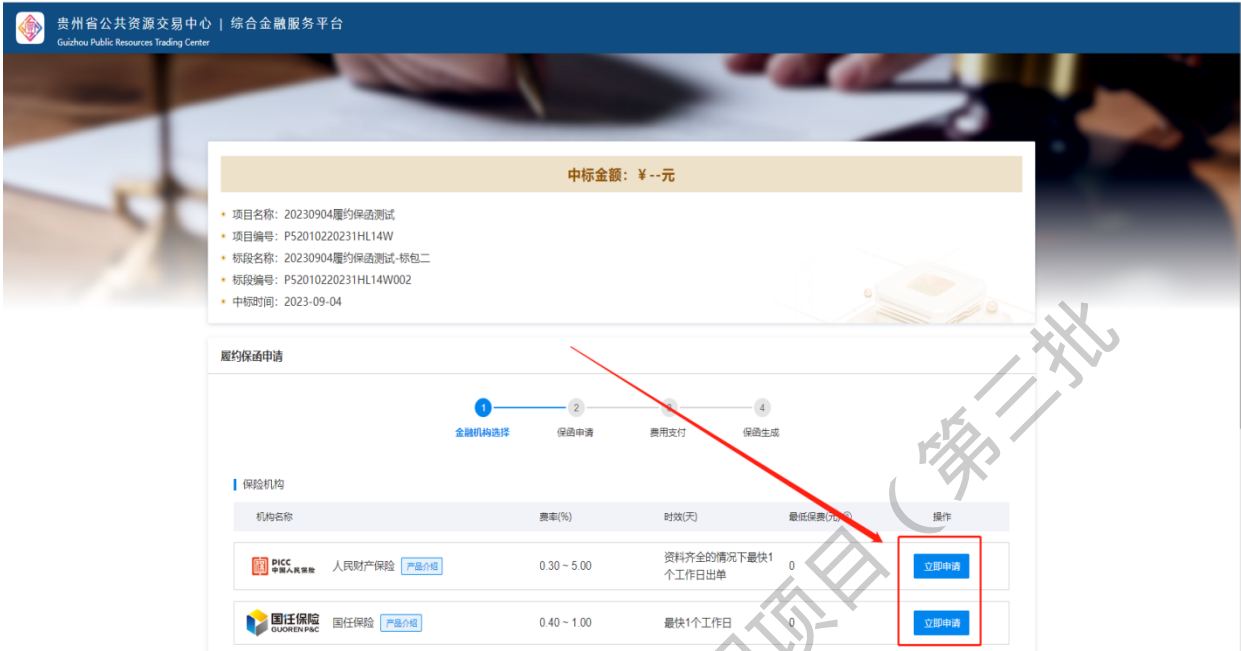 贵州省公共资源交易中心 | 综合金融服务平台
Guizhou Public Resources Trading Center
中标金额：¥ --元
项目名称：20230904履约保函测试
项目编号：P52010220231HL14W
标段名称：20230904履约保函测试-标包二
标段编号：P52010220231HL14W002
中标时间：2023-09-04
履约保函申请
1 2 3 4
金融机构选择 保函申请 费用支付 保函生成
保险机构
机构名称 费率(%) 时效(天) 最低保费(元) 操作
PICC 中国人民保险 人民财产保险 产品介绍 0.30 ~ 5.00 资料齐全的情况下最快1 0 立即申请
个工作日出单
国任保险 GUOREN P&C 国任保险 产品介绍 0.40 ~ 1.00 最快1个工作日 0 立即申请
项目（第三批